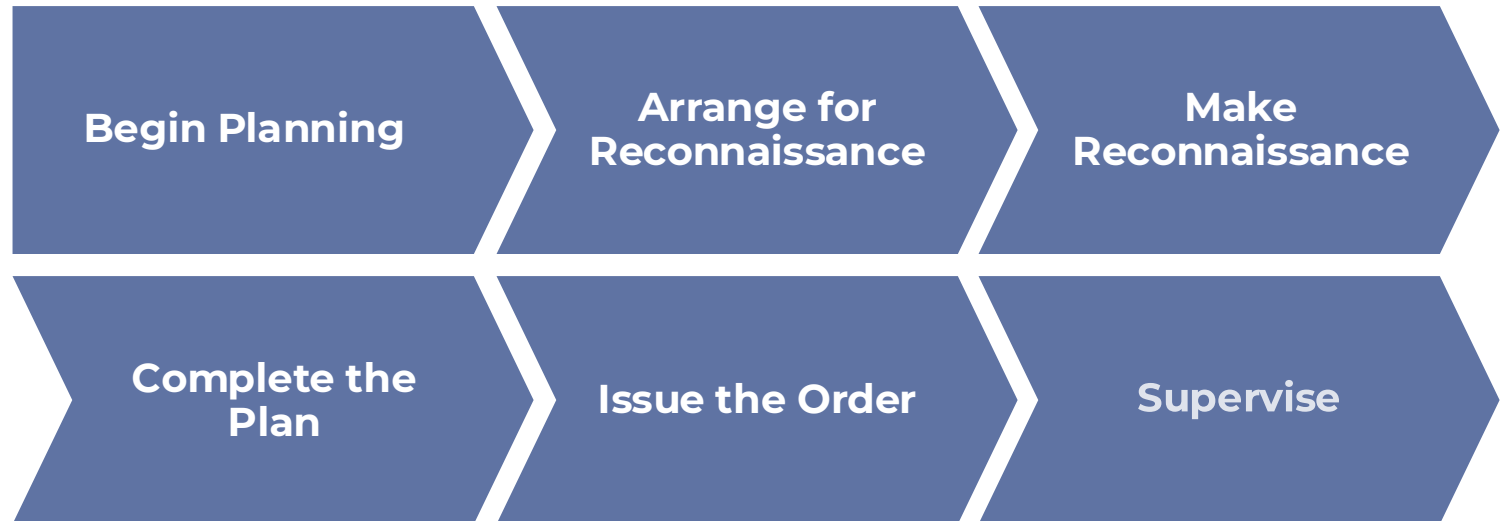 Begin Planning
Arrange for
Reconnaissance
Make
Reconnaissance
Complete the
Plan
Issue the Order
Supervise